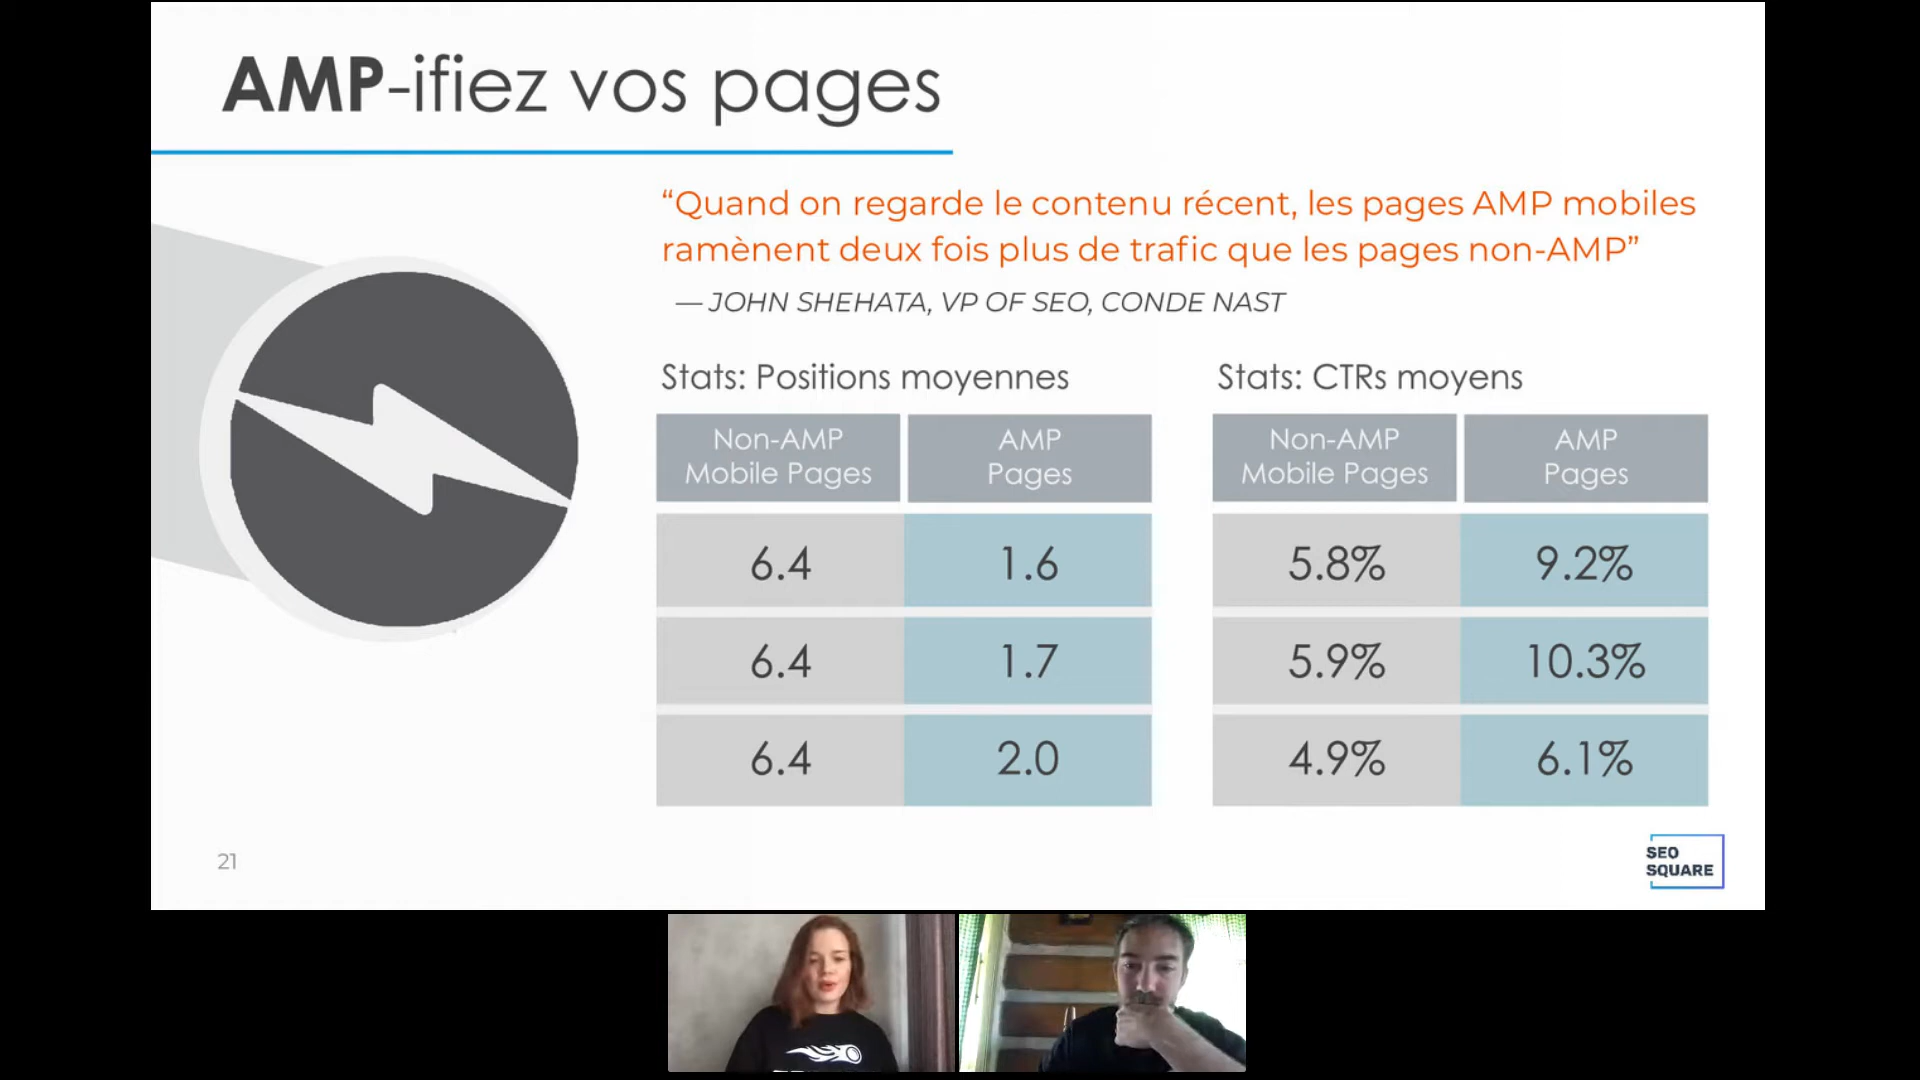 AMP-ifiez vos pages
“Quand on regarde le contenu récent, les pages AMP mobiles
ramènent deux fois plus de trafic que les pages non-AMP”
— JOHN SHEHATA, VP OF SEO, CONDE NAST
Stats: Positions moyennes
Non-AMP
Mobile Pages
AMP
Pages
6.4 1.6
6.4 1.7
6.4 2.0
Stats: CTRs moyens
Non-AMP
Mobile Pages
AMP
Pages
5.8% 9.2%
5.9% 10.3%
4.9% 6.1%
21
SEO
SQUARE